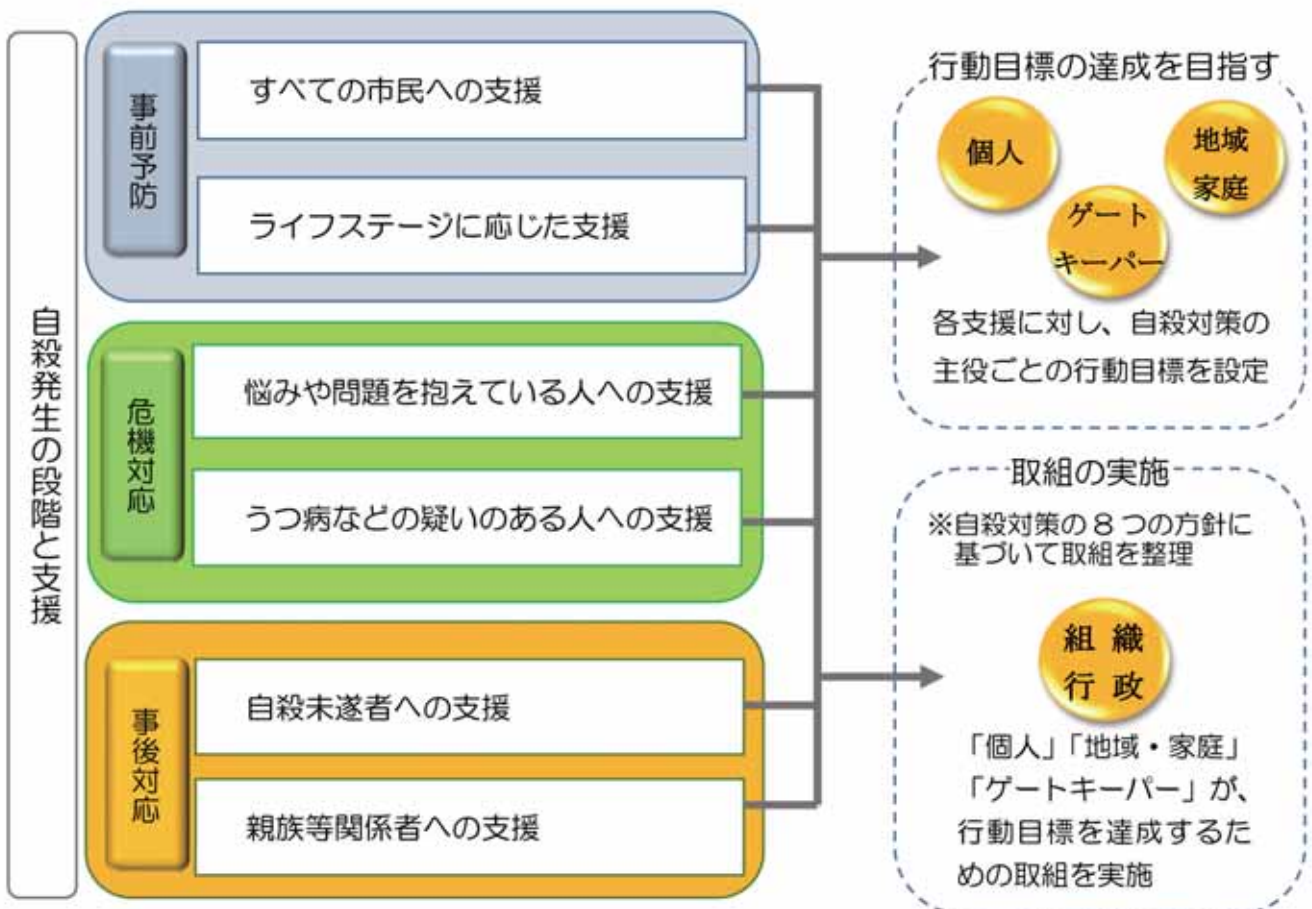 自殺発生の段階と支援
事前予防
すべての市民への支援
ライフステージに応じた支援
危機対応
悩みや問題を抱えている人への支援
うつ病などの疑いのある人への支援
事後対応
自殺未遂者への支援
親族等関係者への支援
行動目標の達成を目指す
個人
地域
家庭
ゲート
キーパー
各支援に対し、自殺対策の
主役ごとの行動目標を設定
取組の実施
※自殺対策の8つの方針に
基づいて取組を整理
組織
行政
「個人」「地域・家庭」
「ゲートキーパー」が、
行動目標を達成するた
めの取組を実施